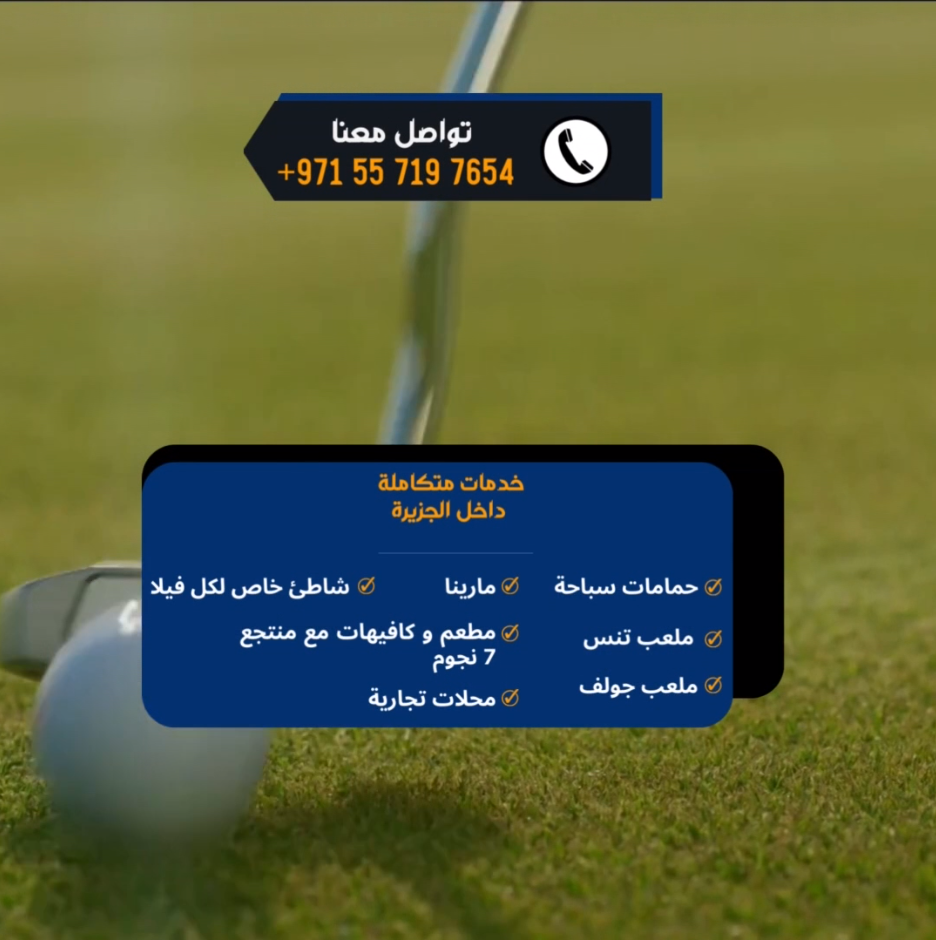 تواصل معنا
+971 55 719 7654
خدمات متكاملة
داخل الجزيرة
حمامات سباحة
ملعب تنس
ملعب جولف
مارينا
مطعم و كافيهات مع منتجع
7 نجوم
محلات تجارية
شاطئ خاص لكل فيلا